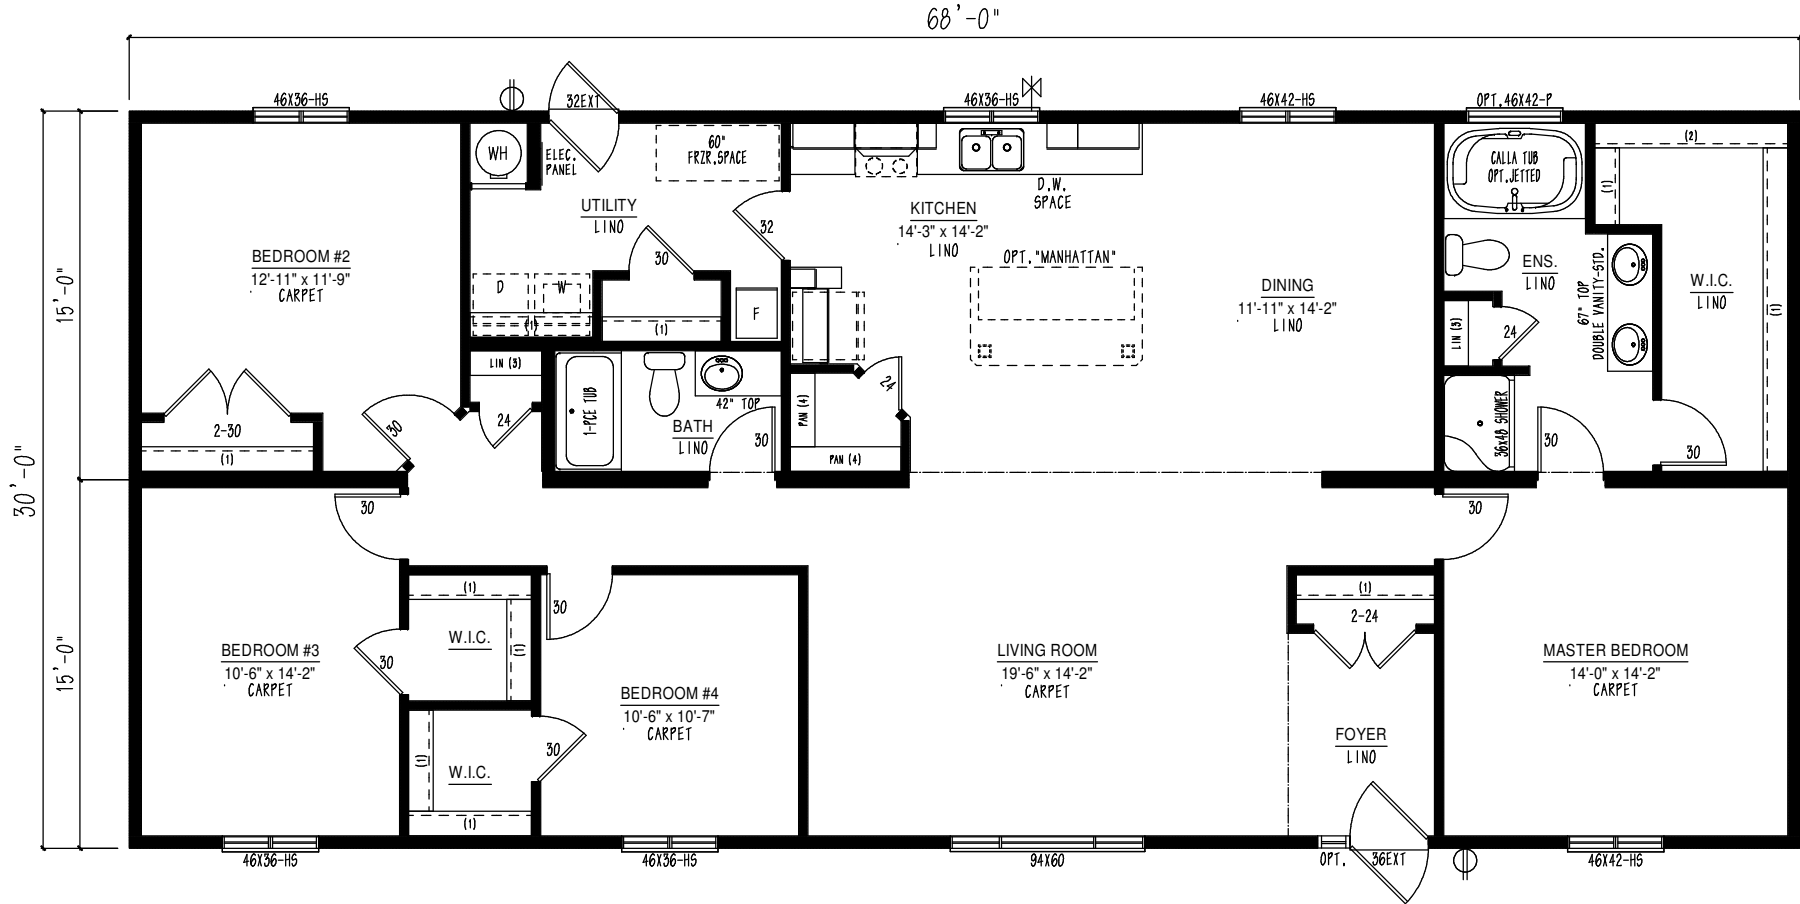 68'-0"
46X36-HS
32EXT
46X36-HS
46X42-HS
OPT.46X42-P
30'-0"
15'-0"
15'-0"
BEDROOM #2
12'-11" x 11'-9"
CARPET
2-30
(1)
30
WH
ELEC.
PANEL
60"
FRZR.SPACE
UTILITY
LINO
32
30
D
W
(1)
(1)
F
LIN (3)
24
1-PCE TUB
42" TOP
BATH
LINO
30
KITCHEN
14'-3" x 14'-2"
LINO
D.W.
SPACE
OPT. "MANHATTAN"
24
PAN (4)
PAN (4)
DINING
11'-11" x 14'-2"
LINO
CALLA TUB
OPT.JETTED
ENS.
LINO
67" TOP
DOUBLE VANITY-STD.
LIN (3)
24
36x48 SHOWER
30
(2)
(1)
W.I.C.
LINO
(1)
30
30
BEDROOM #3
10'-6" x 14'-2"
CARPET
30
(1)
W.I.C.
(1)
(1)
W.I.C.
(1)
30
30
BEDROOM #4
10'-6" x 10'-7"
CARPET
LIVING ROOM
19'-6" x 14'-2"
CARPET
(1)
2-24
FOYER
LINO
30
MASTER BEDROOM
14'-0" x 14'-2"
CARPET
46X36-HS
46X36-HS
94X60
OPT.
36EXT
46X42-HS